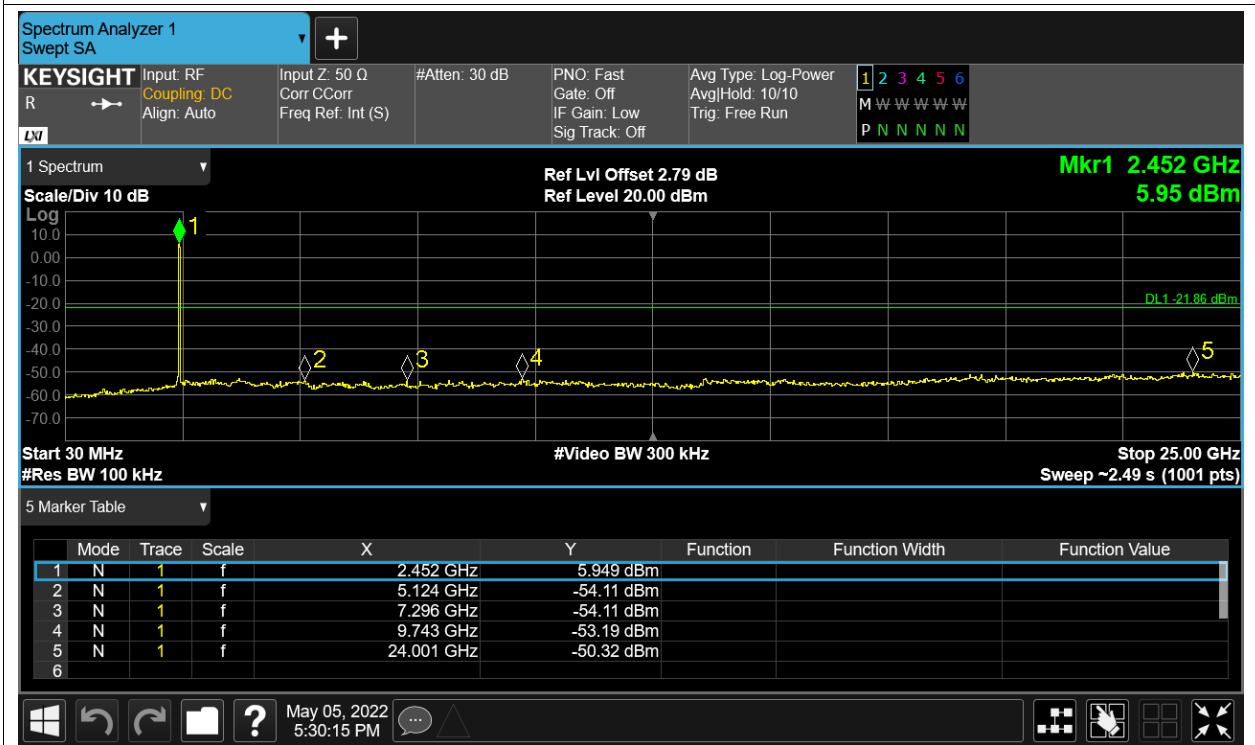 Spectrum Analyzer 1
Swept SA
KEYSIGHT Input: RF Input Z: 50 Ω #Atten: 30 dB PNO: Fast Avg Type: Log-Power 1 2 3 4 5 6
R Coupling: DC Corr CCorr Gate: Off Avg|Hold: 10/10 M W W W W W
Align: Auto Freq Ref: Int (S) IF Gain: Low Trig: Free Run
LXI Sig Track: Off P N N N N N
1 Spectrum Ref Lvl Offset 2.79 dB Mkr1 2.452 GHz
Scale/Div 10 dB Ref Level 20.00 dBm 5.95 dBm
Log
1
10.0
0.00
-10.0
-20.0 DL1 -21.86 dBm
-30.0
-40.0
2 3 4 5
-50.0
-60.0
-70.0
Start 30 MHz #Video BW 300 kHz Stop 25.00 GHz
#Res BW 100 kHz Sweep ~2.49 s (1001 pts)
5 Marker Table
Mode Trace Scale X Y Function Function Width Function Value
1 N 1 f 2.452 GHz 5.949 dBm
2 N 1 f 5.124 GHz -54.11 dBm
3 N 1 f 7.296 GHz -54.11 dBm
4 N 1 f 9.743 GHz -53.19 dBm
5 N 1 f 24.001 GHz -50.32 dBm
6
? May 05, 2022
5:30:15 PM